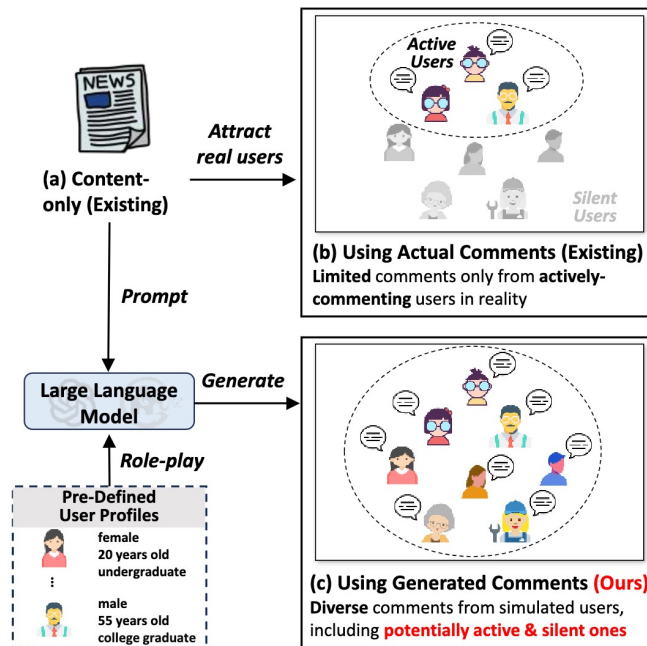 NEWS
(a) Content-
only (Existing)
Attract
real users
Active
Users
Silent
Users
(b) Using Actual Comments (Existing)
Limited comments only from actively-
commenting users in reality
Prompt
Large Language
Model
Generate
Role-play
Pre-Defined
User Profiles
female
20 years old
undergraduate
...
male
55 years old
college graduate
(c) Using Generated Comments (Ours)
Diverse comments from simulated users,
including potentially active & silent ones